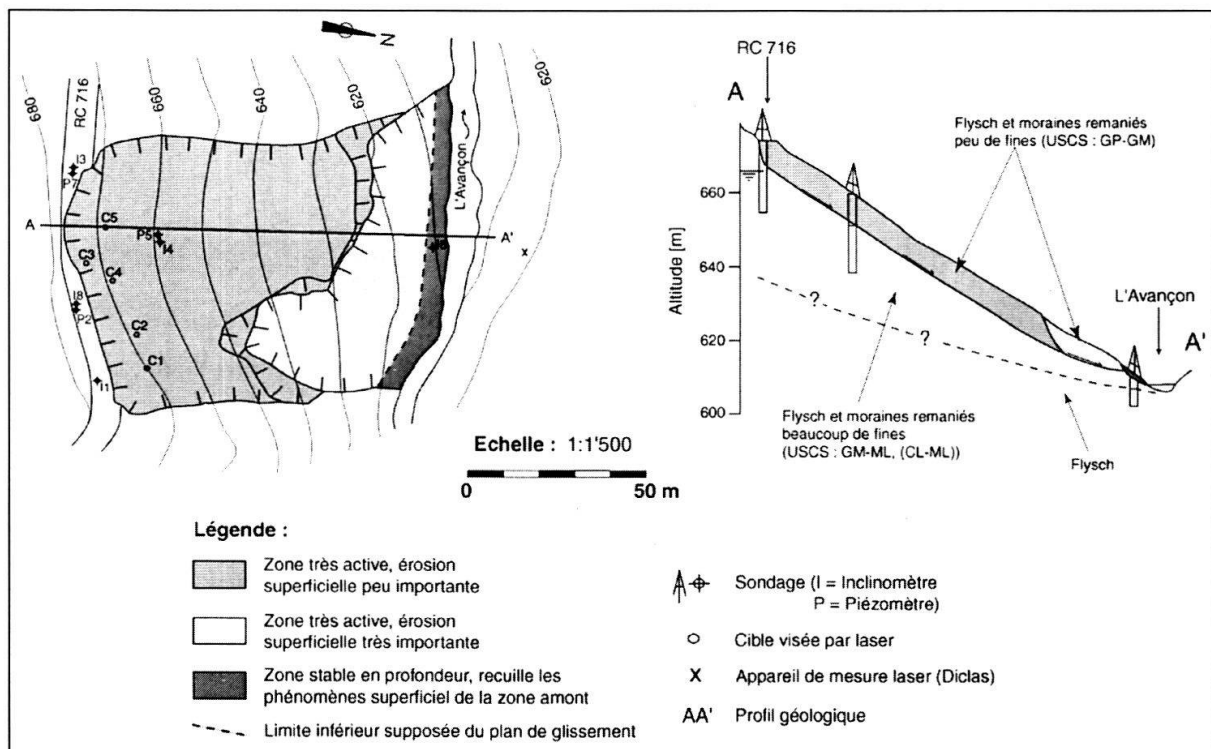 N
680
RC 716
660
640
620
620
I3
P7
L'Avançon
A
C5
P5
I4
A'
C3
C4
I8
P2
C2
C1
I1
x
Echelle : 1:1'500
0 50 m
RC 716
A
Flysch et moraines remaniés
peu de fines (USCS : GP-GM)
660
Altitude [m]
640
620
600
?
?
L'Avançon
A'
Flysch et moraines remaniés
beaucoup de fines
(USCS : GM-ML, (CL-ML))
Flysch
Légende :
Zone très active, érosion
superficielle peu importante
Zone très active, érosion
superficielle très importante
Zone stable en profondeur, recuille les
phénomènes superficiel de la zone amont
Limite inférieur supposée du plan de glissement
Sondage (I = Inclinomètre
P = Piézomètre)
Cible visée par laser
X Appareil de mesure laser (Diclas)
AA' Profil géologique